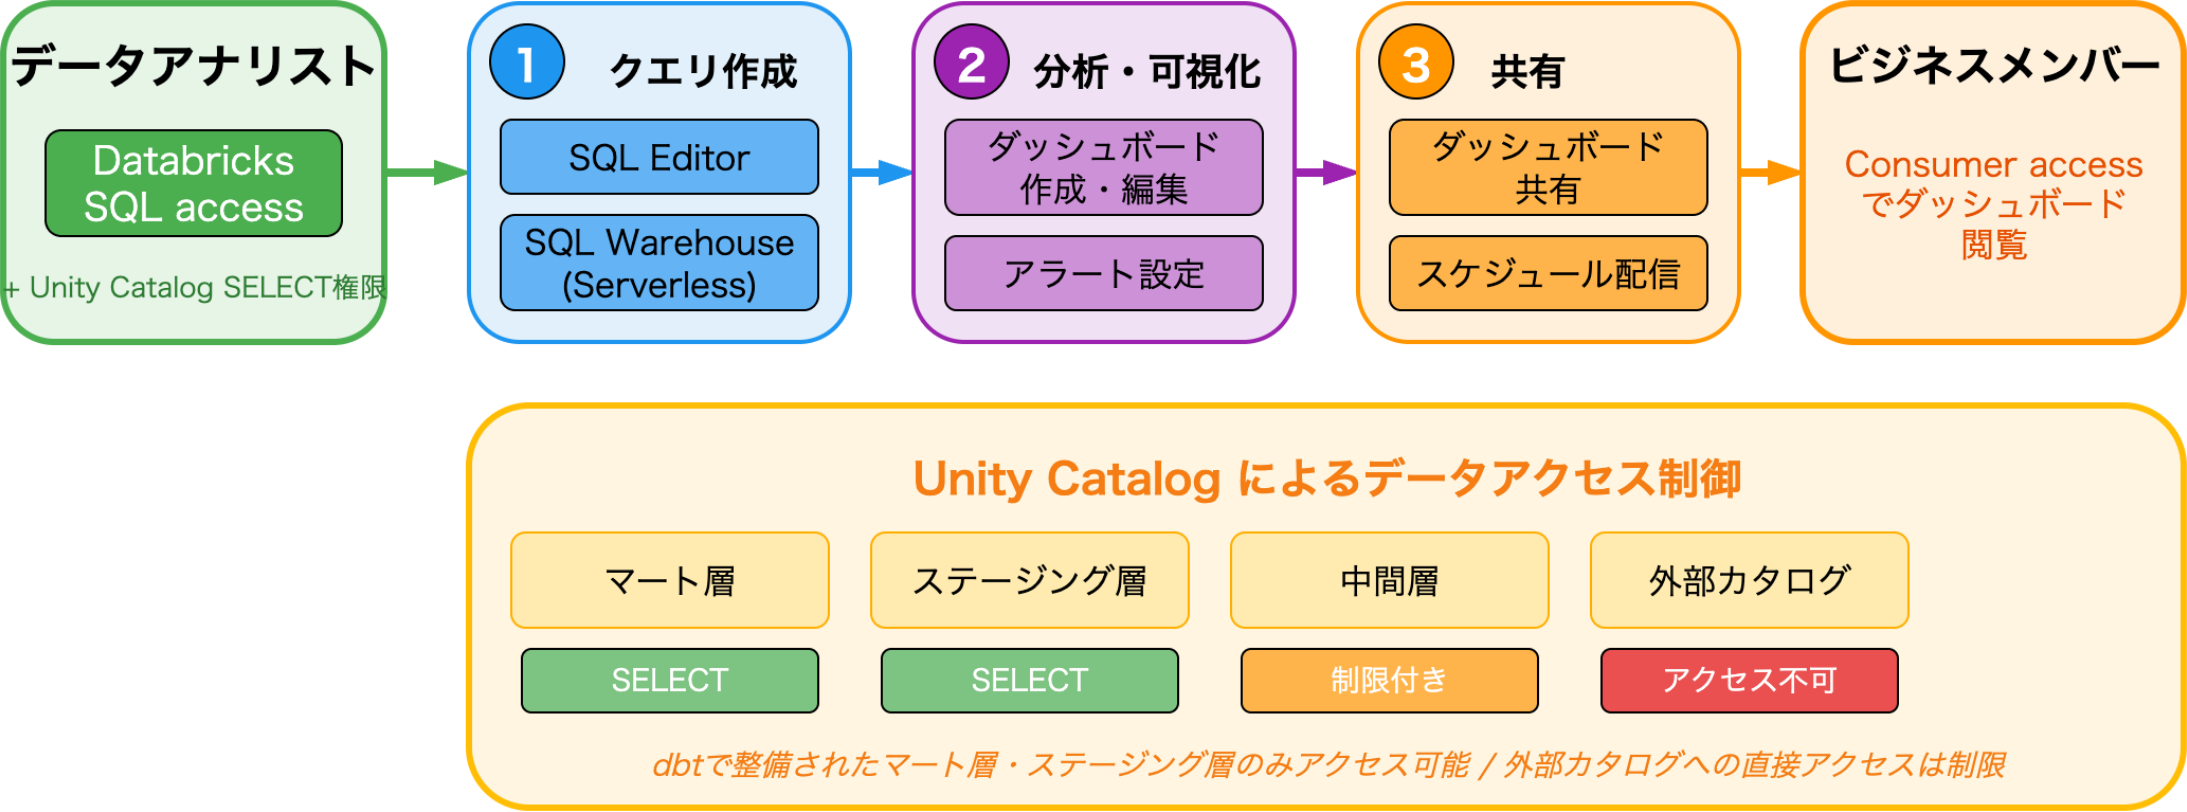 データアナリスト
Databricks
SQL access
+ Unity Catalog SELECT権限
1
クエリ作成
SQL Editor
SQL Warehouse
(Serverless)
2
分析・可視化
ダッシュボード
作成・編集
アラート設定
3
共有
ダッシュボード
共有
スケジュール配信
ビジネスメンバー
Consumer access
でダッシュボード
閲覧
Unity Catalog によるデータアクセス制御
マート層
ステージング層
中間層
外部カタログ
SELECT
SELECT
制限付き
アクセス不可
dbtで整備されたマート層・ステージング層のみアクセス可能 / 外部カタログへの直接アクセスは制限